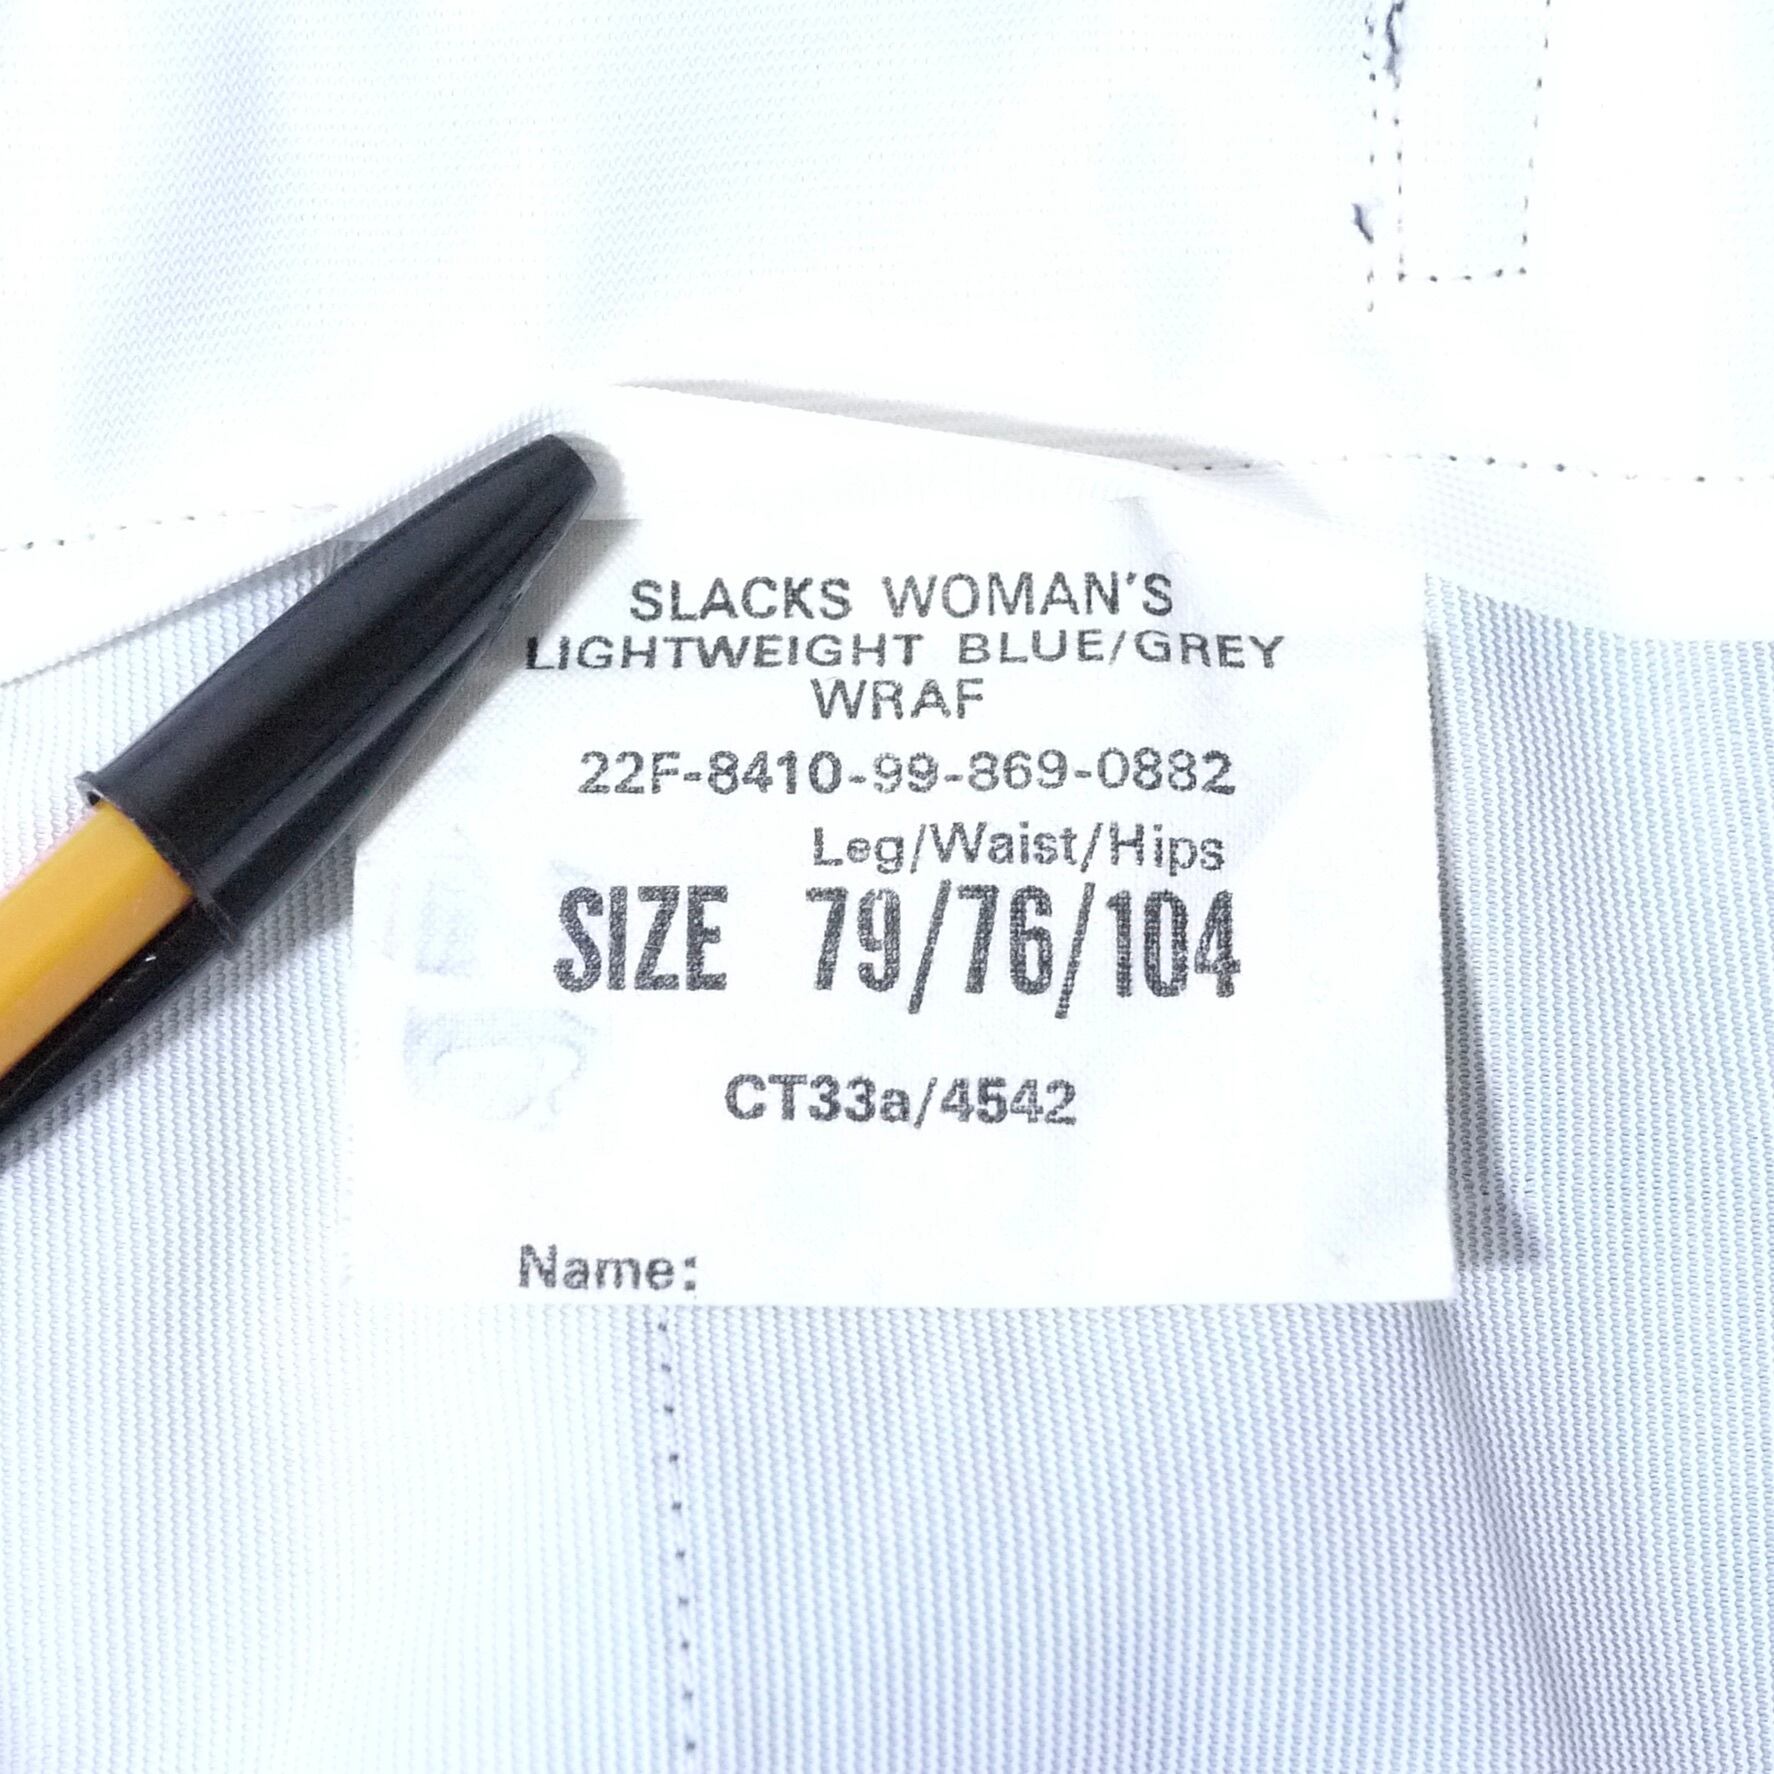 SLACKS WOMAN'S
LIGHTWEIGHT BLUE/GREY
WRAF
22F-8410-99-869-0882
Leg/Waist/Hips
SIZE 79/76/104
CT33a/4542
Name: